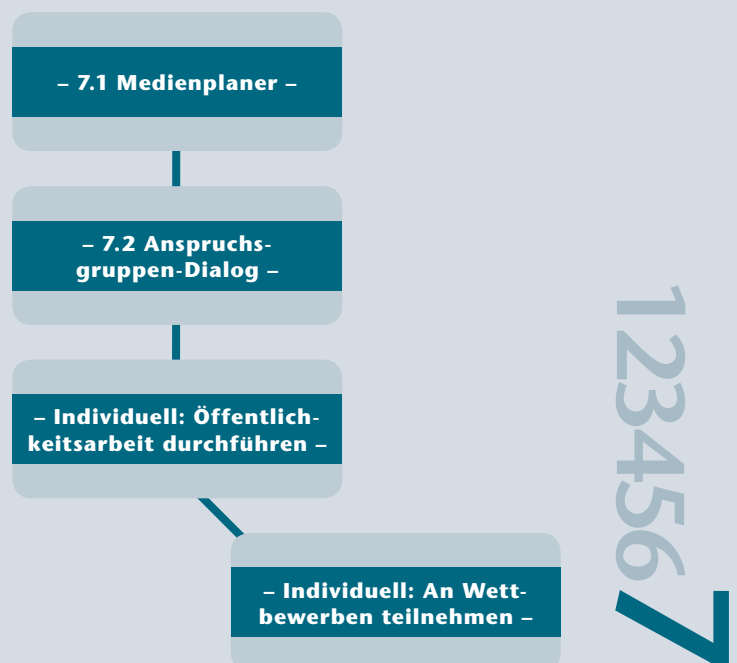 – 7.1 Medienplaner –
– 7.2 Anspruchs-
gruppen-Dialog –
– Individuell: Öffentlich-
keitsarbeit durchführen –
– Individuell: An Wett-
bewerben teilnehmen –
1234567